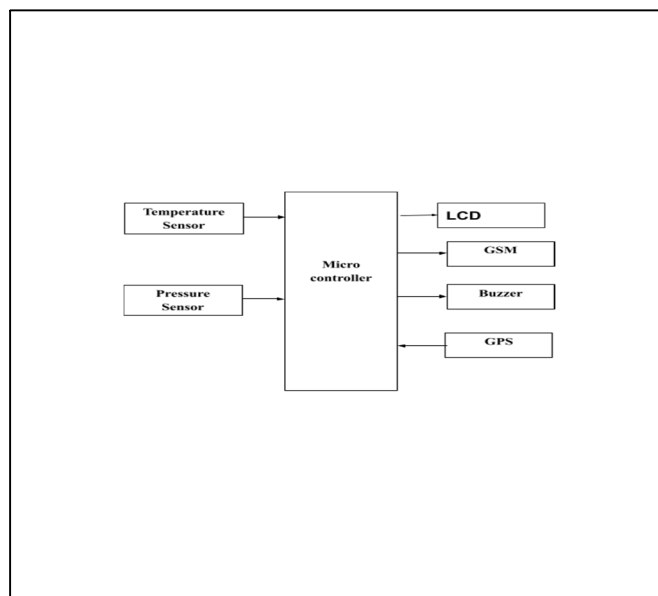 Temperature
Sensor
Pressure
Sensor
Micro
controller
LCD
GSM
Buzzer
GPS